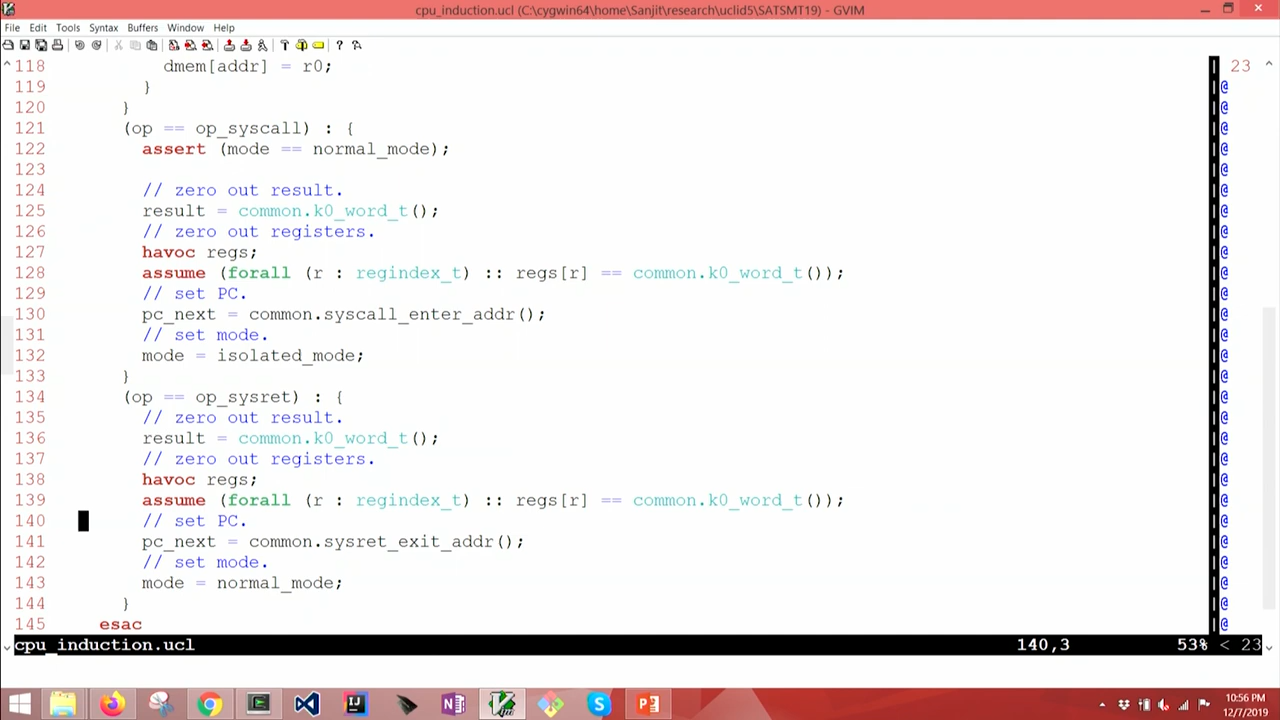 cpu_induction.ucl (C:\cygwin64\home\Sanjit\research\uclid5\SATSMT19) - GVIM
File Edit Tools Syntax Buffers Window Help
118 dmem[addr] = r0; | 23
119 } @
120 } @
121 (op == op_syscall) : { @
122 assert (mode == normal_mode); @
123 @
124 // zero out result. @
125 result = common.k0_word_t(); @
126 // zero out registers. @
127 havoc regs; @
128 assume (forall (r : regindex_t) :: regs[r] == common.k0_word_t()); @
129 // set PC. @
130 pc_next = common.syscall_enter_addr(); @
131 // set mode. @
132 mode = isolated_mode; @
133 } @
134 (op == op_sysret) : { @
135 // zero out result. @
136 result = common.k0_word_t(); @
137 // zero out registers. @
138 havoc regs; @
139 assume (forall (r : regindex_t) :: regs[r] == common.k0_word_t()); @
140 // set PC. @
141 pc_next = common.sysret_exit_addr(); @
142 // set mode. @
143 mode = normal_mode; @
144 } @
145 esac @
cpu_induction.ucl 140,3 53% < 23
10:56 PM
12/7/2019